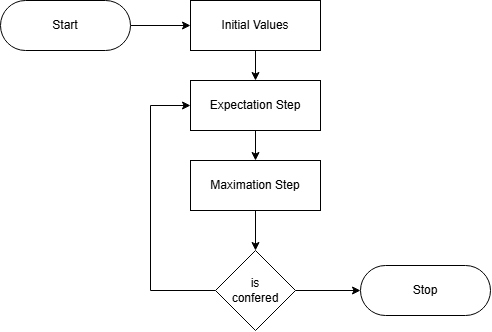 Start
Initial Values
Expectation Step
Maximation Step
is
confered
Stop